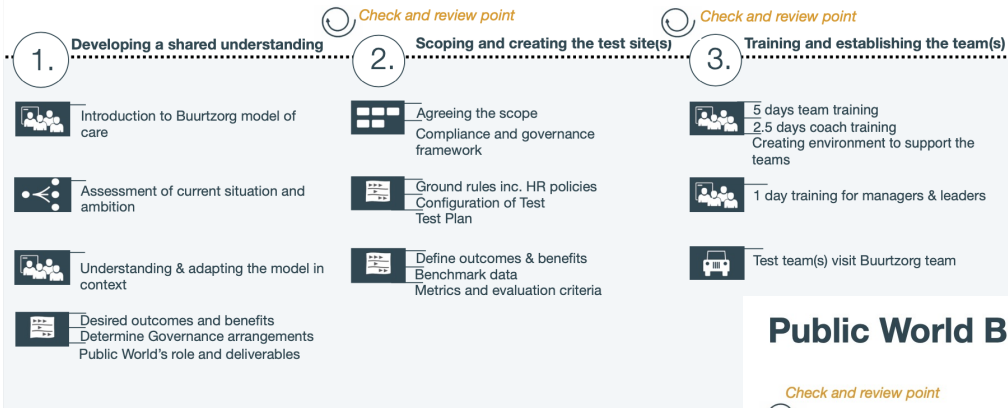 Check and review point
Check and review point
1.
Developing a shared understanding
2.
Scoping and creating the test site(s)
3.
Training and establishing the team(s)
Introduction to Buurtzorg model of
care
Assessment of current situation and
ambition
Understanding & adapting the model in
context
Desired outcomes and benefits
Determine Governance arrangements
Public World's role and deliverables
Agreeing the scope
Compliance and governance
framework
Ground rules inc. HR policies
Configuration of Test
Test Plan
Define outcomes & benefits
Benchmark data
Metrics and evaluation criteria
5 days team training
2.5 days coach training
Creating environment to support the
teams
1 day training for managers & leaders
Test team(s) visit Buurtzorg team
Public World B
Check and review point